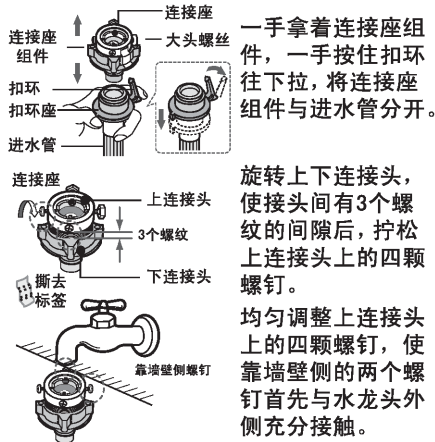 连接座
连接座
组件
大头螺丝
扣环
扣环座
进水管
一手拿着连接座组
件，一手按住扣环
往下拉，将连接座
组件与进水管分开。
连接座
上连接头
3个螺纹
下连接头
撕去
标签
旋转上下连接头，
使接头间有3个螺
纹的间隙后，拧松
上连接头上的四颗
螺钉。
靠墙壁侧螺钉
均匀调整上连接头
上的四颗螺钉，使
靠墙壁侧的两个螺
钉首先与水龙头外
侧充分接触。